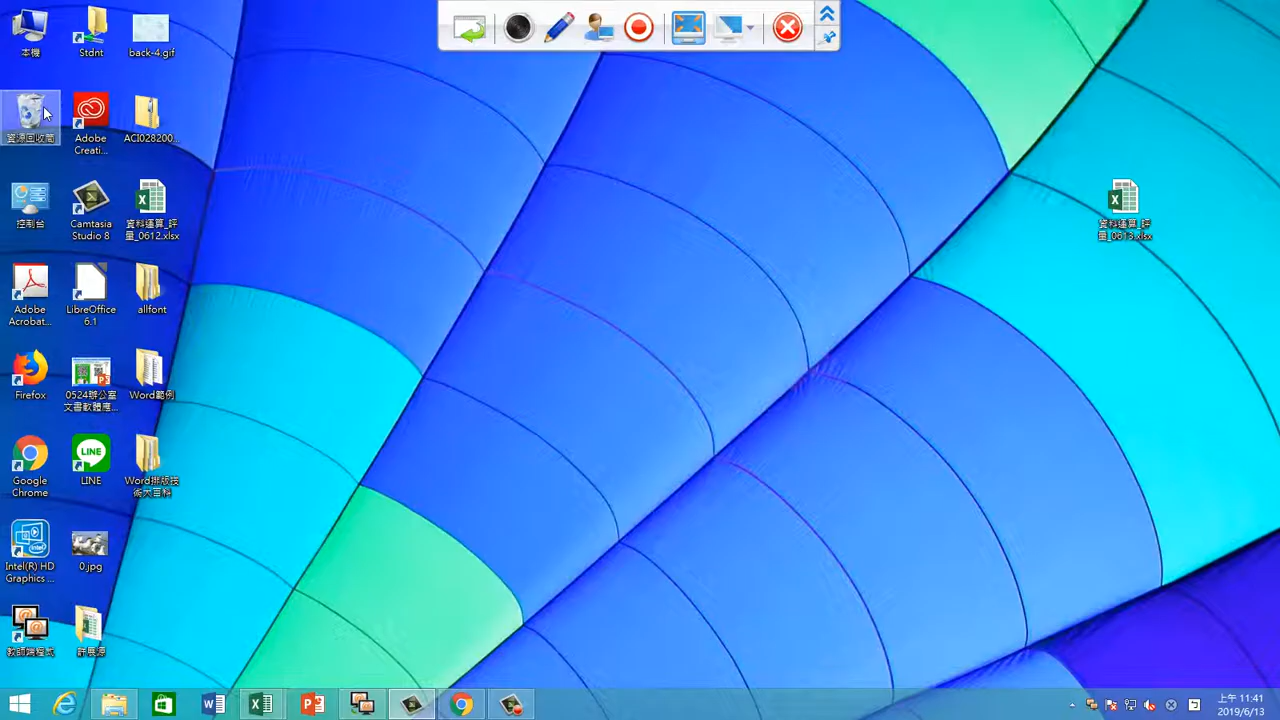 本機
Stdnt
back-4.gif
資源回收筒
Adobe
Creati...
ACI028200...
控制台
Camtasia
Studio 8
資料運算_評
量_0612.xlsx
資料運算_評
量_0613.xlsx
Adobe
Acrobat...
LibreOffice
6.1
allfont
Firefox
0524辦公室
文書軟體應...
Word範例
Google
Chrome
LINE
Word排版技
術大百科
Intel(R) HD
Graphics ...
0.jpg
教師端程式
許展源
上午 11:41
2019/6/13